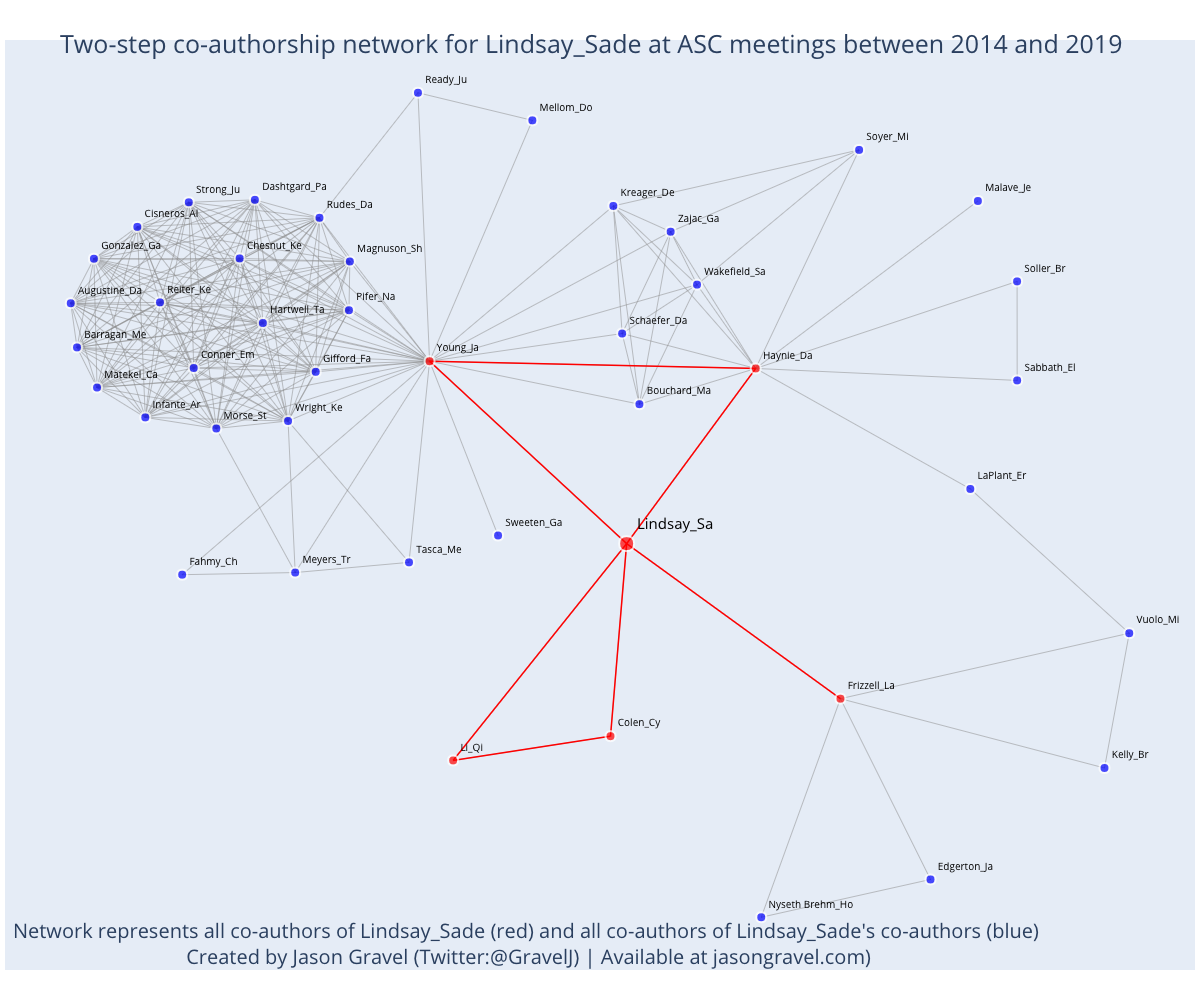 Two-step co-authorship network for Lindsay_Sade at ASC meetings between 2014 and 2019
Ready_Ju
Mellom_Do
Soyer_Mi
Strong_Ju
Dashtgard_Pa
Kreager_De
Malave_Je
Cisneros_Al
Rudes_Da
Zajac_Ga
Gonzalez_Ga
Chesnut_Ke
Magnuson_Sh
Wakefield_Sa
Soller_Br
Augustine_Da
Reiter_Ke
Pifer_Na
Hartwell_Ta
Schaefer_Da
Barragan_Me
Conner_Em
Gifford_Fa
Young_Ja
Haynie_Da
Sabbath_El
Matekel_Ca
Bouchard_Ma
Infante_Ar
Morse_St
Wright_Ke
LaPlant_Er
Sweeten_Ga
Lindsay_Sa
Fahmy_Ch
Meyers_Tr
Tasca_Me
Vuolo_Mi
Frizzell_La
Colen_Cy
Li_Qi
Kelly_Br
Edgerton_Ja
Nyseth Brehm_Ho
Network represents all co-authors of Lindsay_Sade (red) and all co-authors of Lindsay_Sade's co-authors (blue)
Created by Jason Gravel (Twitter:@GravelJ) | Available at jasongravel.com)